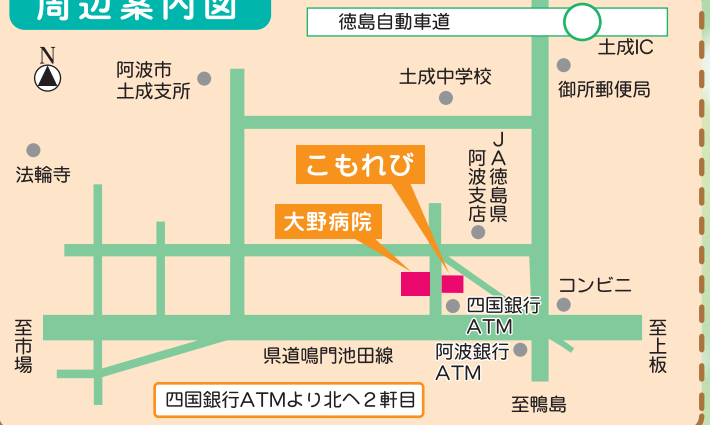 周辺案内図
徳島自動車道
土成IC
N
阿波市
土成支所
土成中学校
御所郵便局
法輪寺
こもれび
大野病院
JA徳島県
阿波支店
コンビニ
四国銀行
ATM
至市場
至上板
県道鳴門池田線
阿波銀行
ATM
四国銀行ATMより北へ2軒目
至鴨島